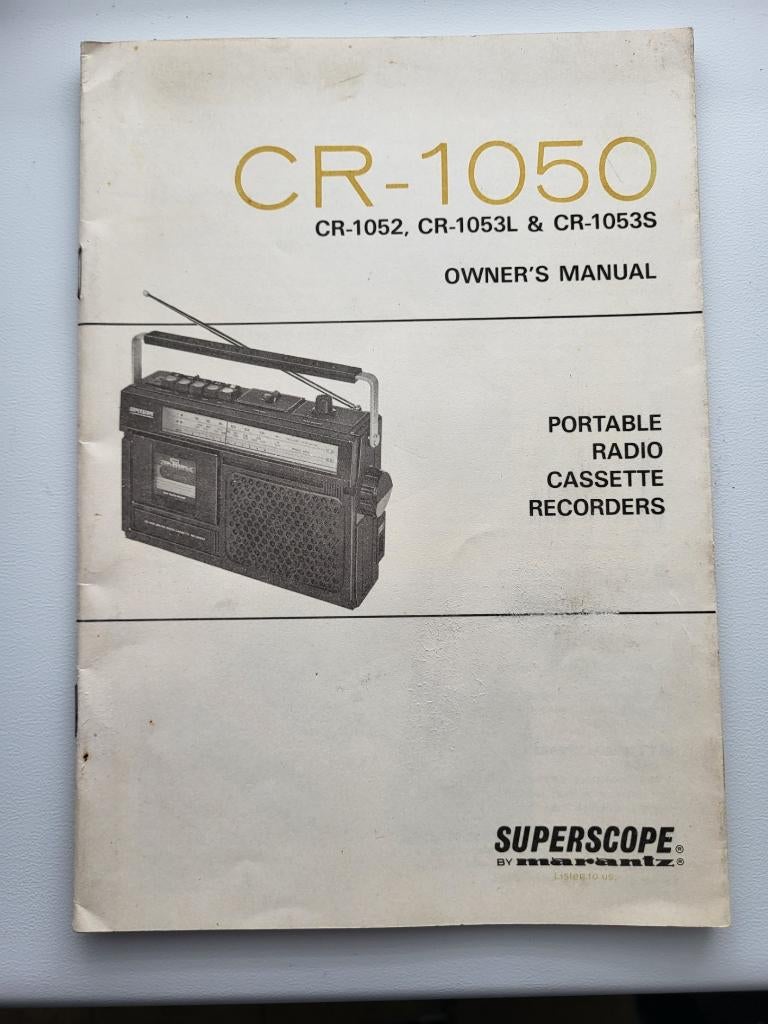 CR-1050
CR-1052, CR-1053L & CR-1053S
OWNER'S MANUAL
SUPERSCOPE
PORTABLE
RADIO
CASSETTE
RECORDERS
SUPERSCOPE®
BY marantz®
Listen to us.